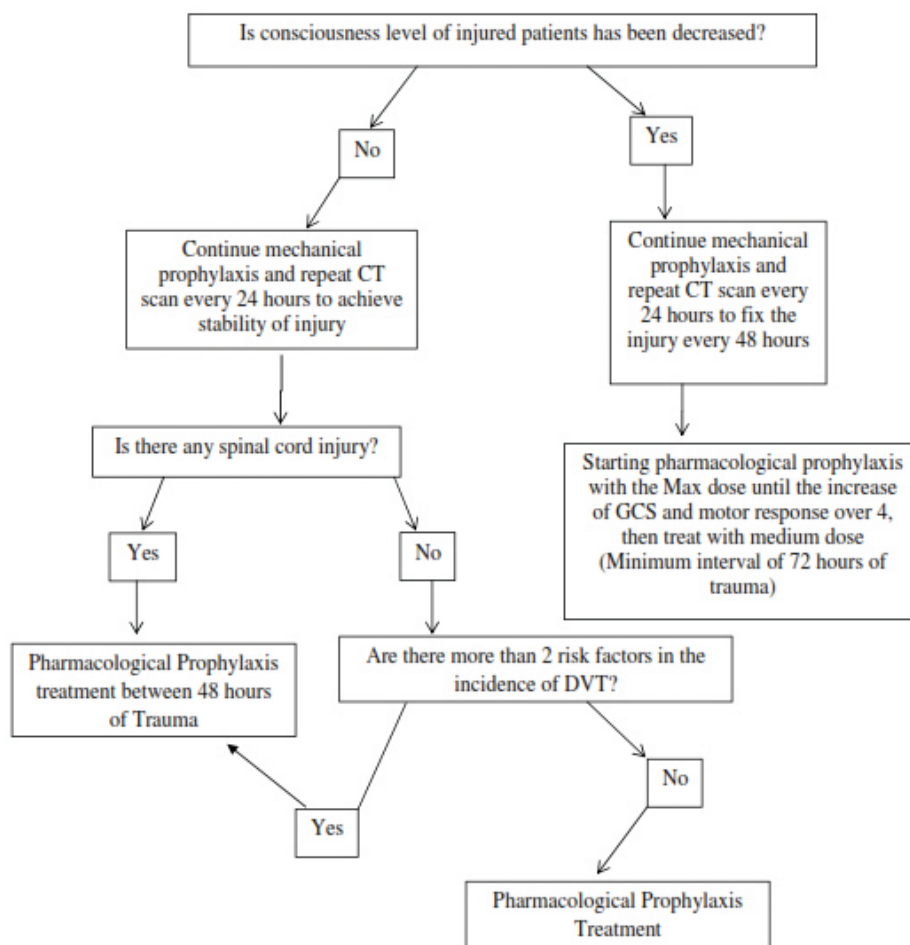 Is consciousness level of injured patients has been decreased?
No
Yes
Continue mechanical
prophylaxis and repeat CT
scan every 24 hours to achieve
stability of injury
Continue mechanical
prophylaxis and
repeat CT scan every
24 hours to fix the
injury every 48 hours
Is there any spinal cord injury?
Starting pharmacological prophylaxis
with the Max dose until the increase
of GCS and motor response over 4,
then treat with medium dose
(Minimum interval of 72 hours of
trauma)
Yes
No
Pharmacological Prophylaxis
treatment between 48 hours
of Trauma
Are there more than 2 risk factors in the
incidence of DVT?
No
Yes
Pharmacological Prophylaxis
Treatment